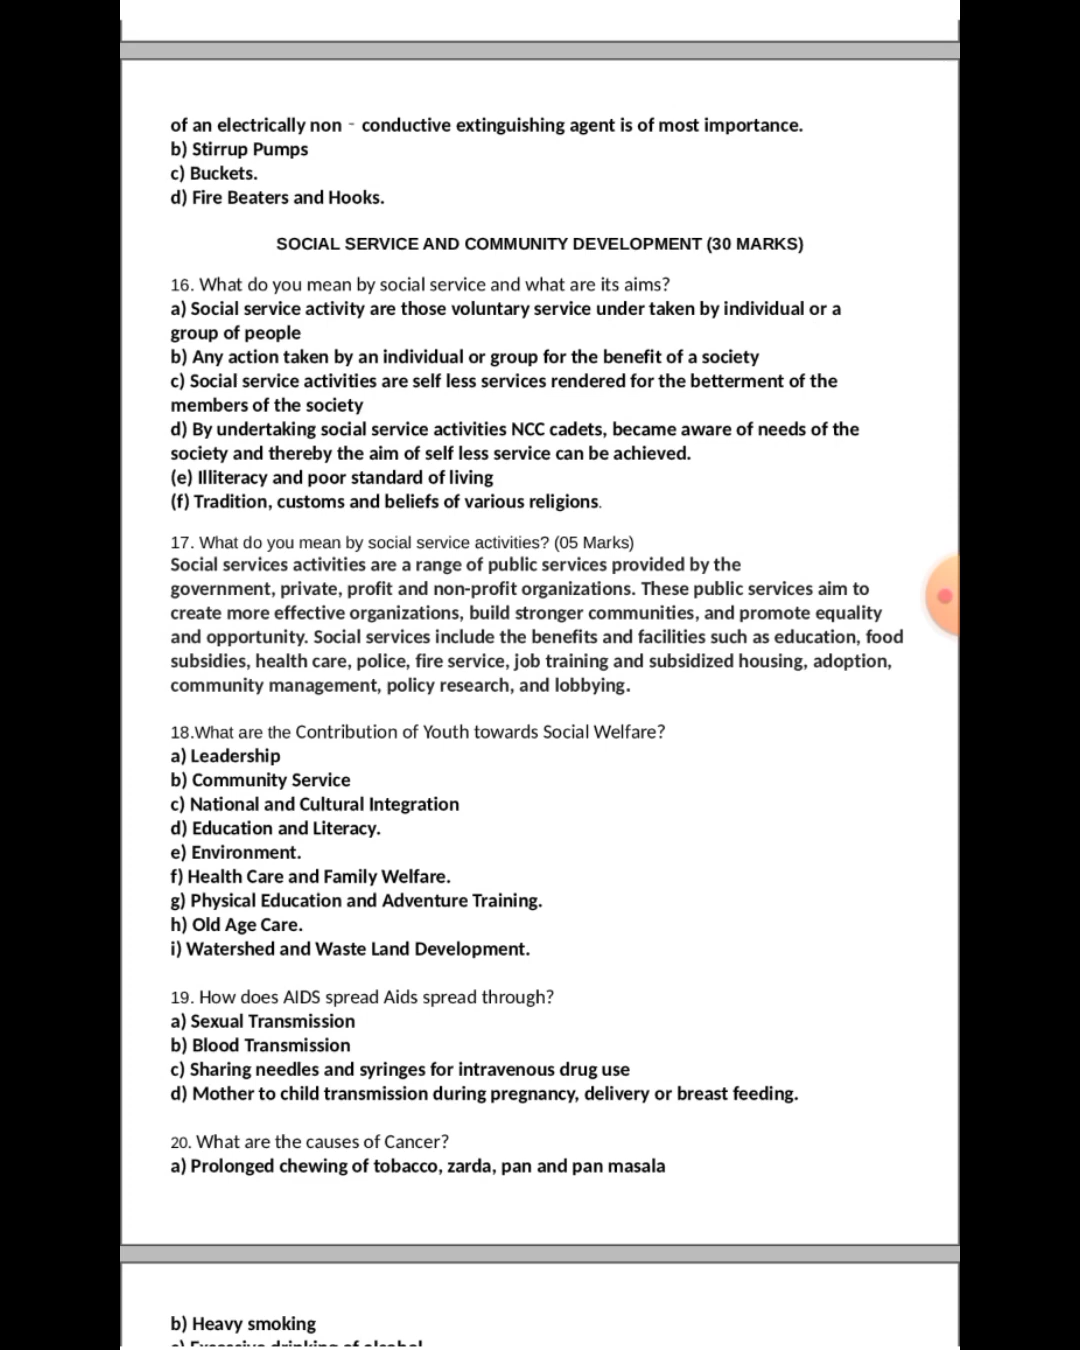 of an electrically non - conductive extinguishing agent is of most importance.
b) Stirrup Pumps
c) Buckets.
d) Fire Beaters and Hooks.
SOCIAL SERVICE AND COMMUNITY DEVELOPMENT (30 MARKS)
16. What do you mean by social service and what are its aims?
a) Social service activity are those voluntary service under taken by individual or a
group of people
b) Any action taken by an individual or group for the benefit of a society
c) Social service activities are self less services rendered for the betterment of the
members of the society
d) By undertaking social service activities NCC cadets, became aware of needs of the
society and thereby the aim of self less service can be achieved.
(e) Illiteracy and poor standard of living
(f) Tradition, customs and beliefs of various religions.
17. What do you mean by social service activities? (05 Marks)
Social services activities are a range of public services provided by the
government, private, profit and non-profit organizations. These public services aim to
create more effective organizations, build stronger communities, and promote equality
and opportunity. Social services include the benefits and facilities such as education, food
subsidies, health care, police, fire service, job training and subsidized housing, adoption,
community management, policy research, and lobbying.
18.What are the Contribution of Youth towards Social Welfare?
a) Leadership
b) Community Service
c) National and Cultural Integration
d) Education and Literacy.
e) Environment.
f) Health Care and Family Welfare.
g) Physical Education and Adventure Training.
h) Old Age Care.
i) Watershed and Waste Land Development.
19. How does AIDS spread Aids spread through?
a) Sexual Transmission
b) Blood Transmission
c) Sharing needles and syringes for intravenous drug use
d) Mother to child transmission during pregnancy, delivery or breast feeding.
20. What are the causes of Cancer?
a) Prolonged chewing of tobacco, zarda, pan and pan masala
b) Heavy smoking
c) Excessive drinking of alcohol